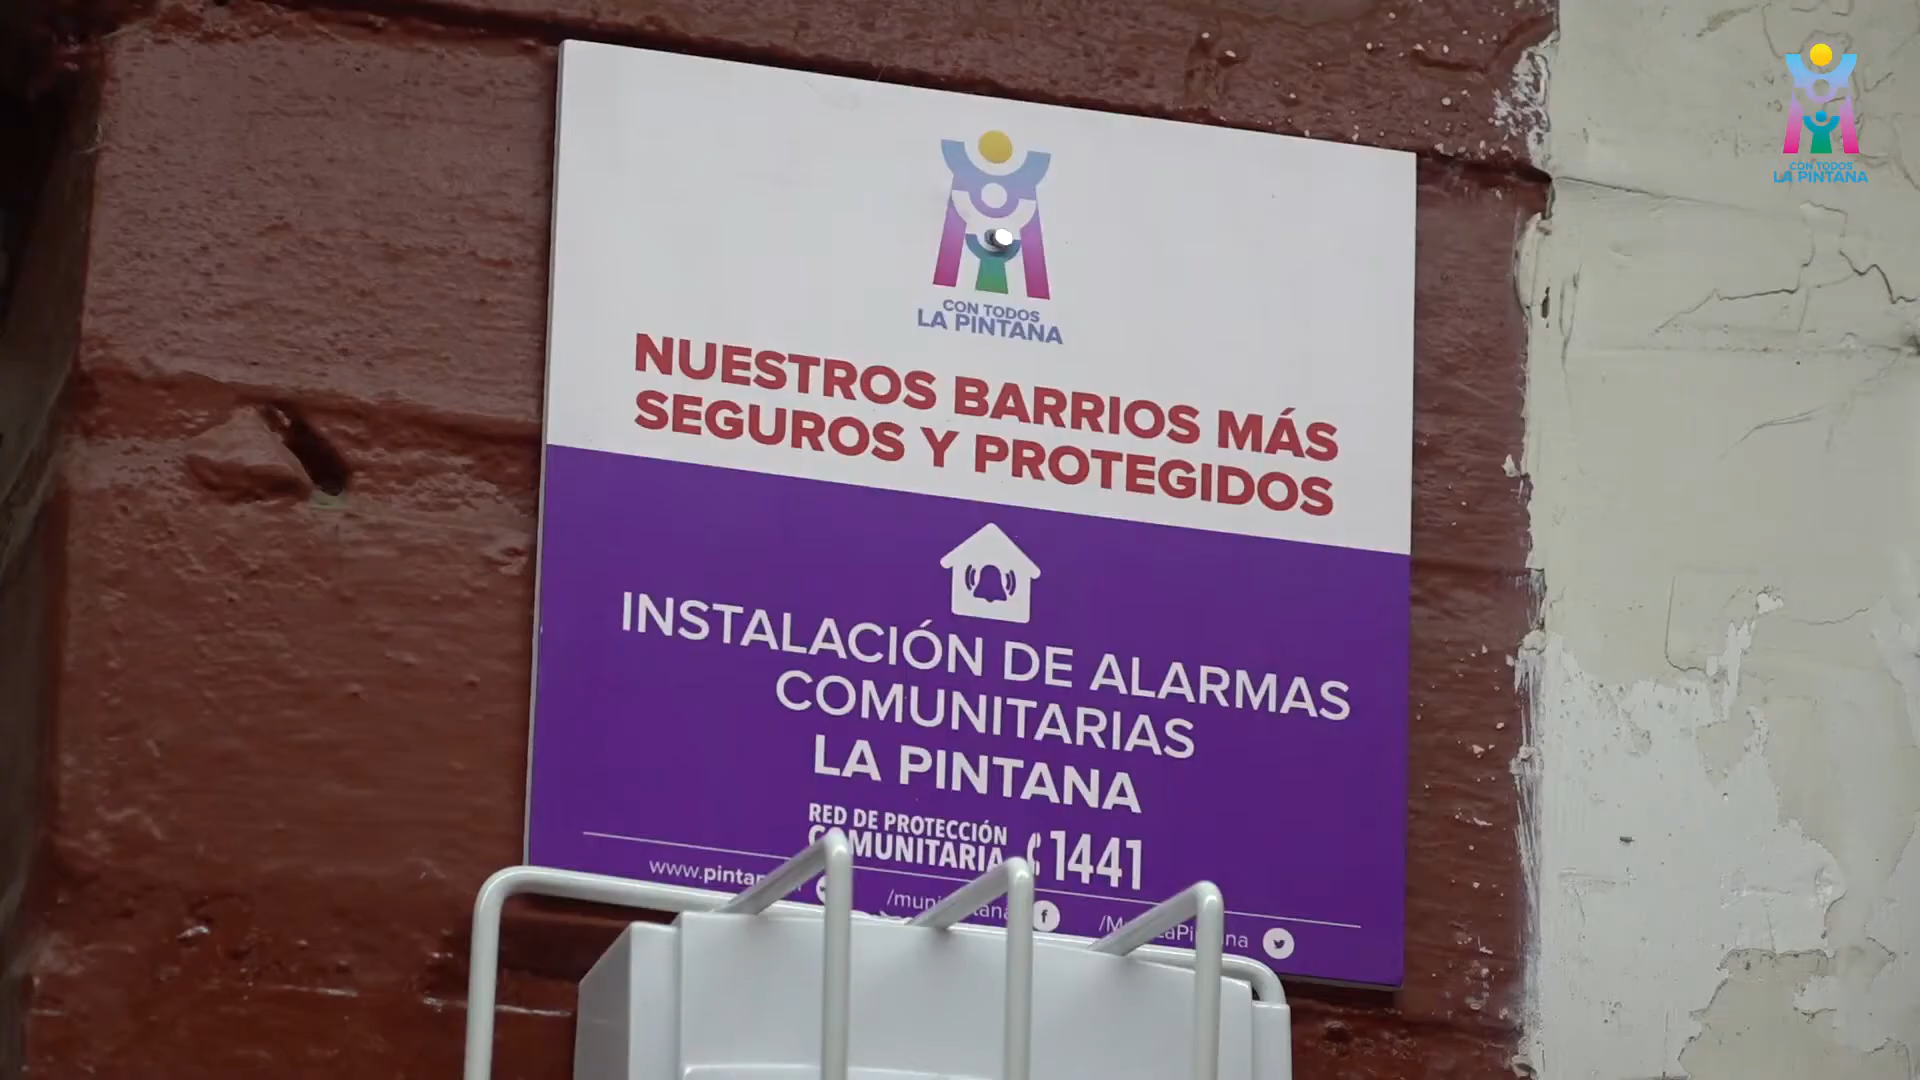 CON TODOS
LA PINTANA
CON TODOS
LA PINTANA
NUESTROS BARRIOS MÁS
SEGUROS Y PROTEGIDOS
INSTALACIÓN DE ALARMAS
COMUNITARIAS
LA PINTANA
RED DE PROTECCIÓN
COMUNITARIA 1441